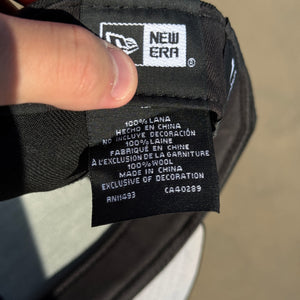 NEW
ERA
100% LANA
HECHO EN CHINA
NO INCLUYE DECORACIÓN
100% LAINE
FABRIQUÉ EN CHINE
À L'EXCLUSION DE LA GARNITURE
100% WOOL
MADE IN CHINA
EXCLUSIVE OF DECORATION
RN11493 CA40289